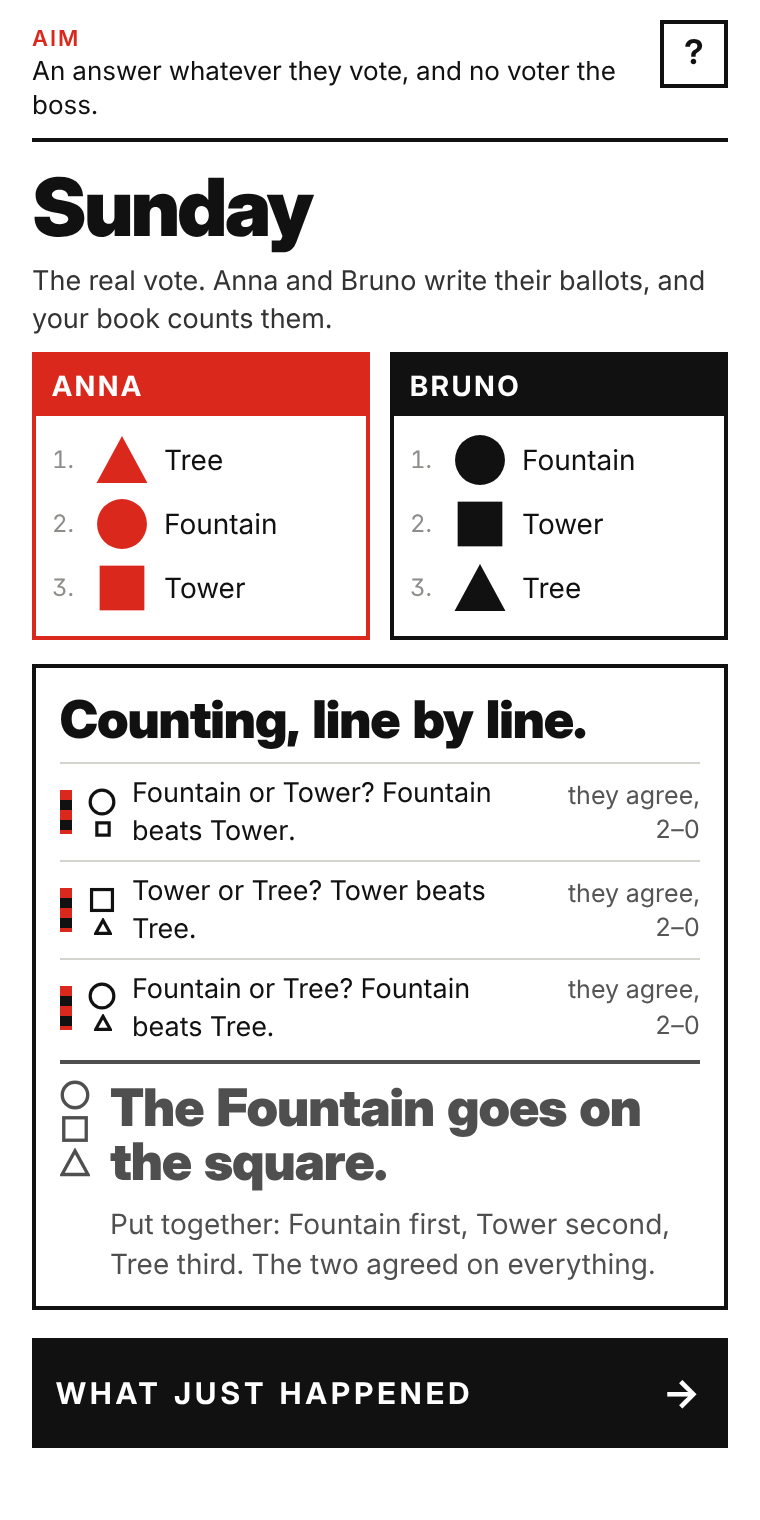 AIM
An answer whatever they vote, and no voter the
boss.
?
Sunday
The real vote. Anna and Bruno write their ballots, and
your book counts them.
ANNA
1. Tree
2. Fountain
3. Tower
BRUNO
1. Fountain
2. Tower
3. Tree
Counting, line by line.
Fountain or Tower? Fountain
beats Tower.
they agree,
2–0
Tower or Tree? Tower beats
Tree.
they agree,
2–0
Fountain or Tree? Fountain
beats Tree.
they agree,
2–0
The Fountain goes on
the square.
Put together: Fountain first, Tower second,
Tree third. The two agreed on everything.
WHAT JUST HAPPENED →